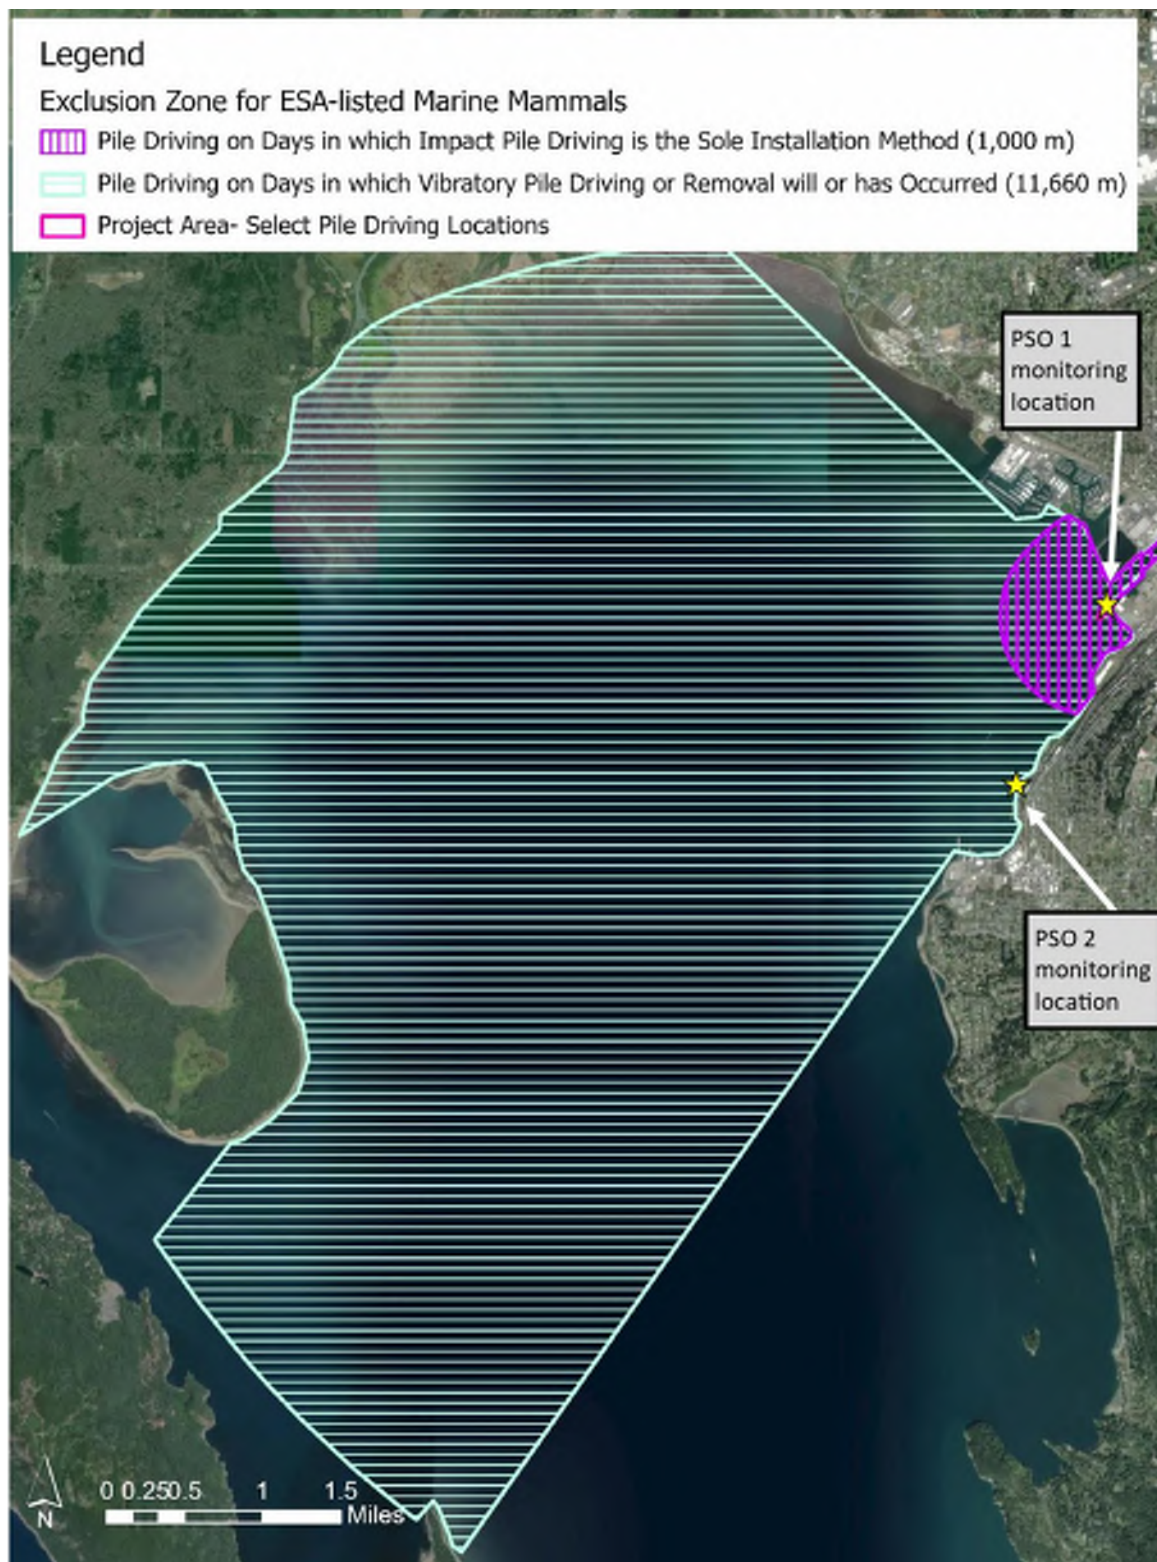 Legend
Exclusion Zone for ESA-listed Marine Mammals
Pile Driving on Days in which Impact Pile Driving is the Sole Installation Method (1,000 m)
Pile Driving on Days in which Vibratory Pile Driving or Removal will or has Occurred (11,660 m)
Project Area- Select Pile Driving Locations
PSO 1
monitoring
location
PSO 2
monitoring
location
0 0.250.5 1 1.5
Miles
N